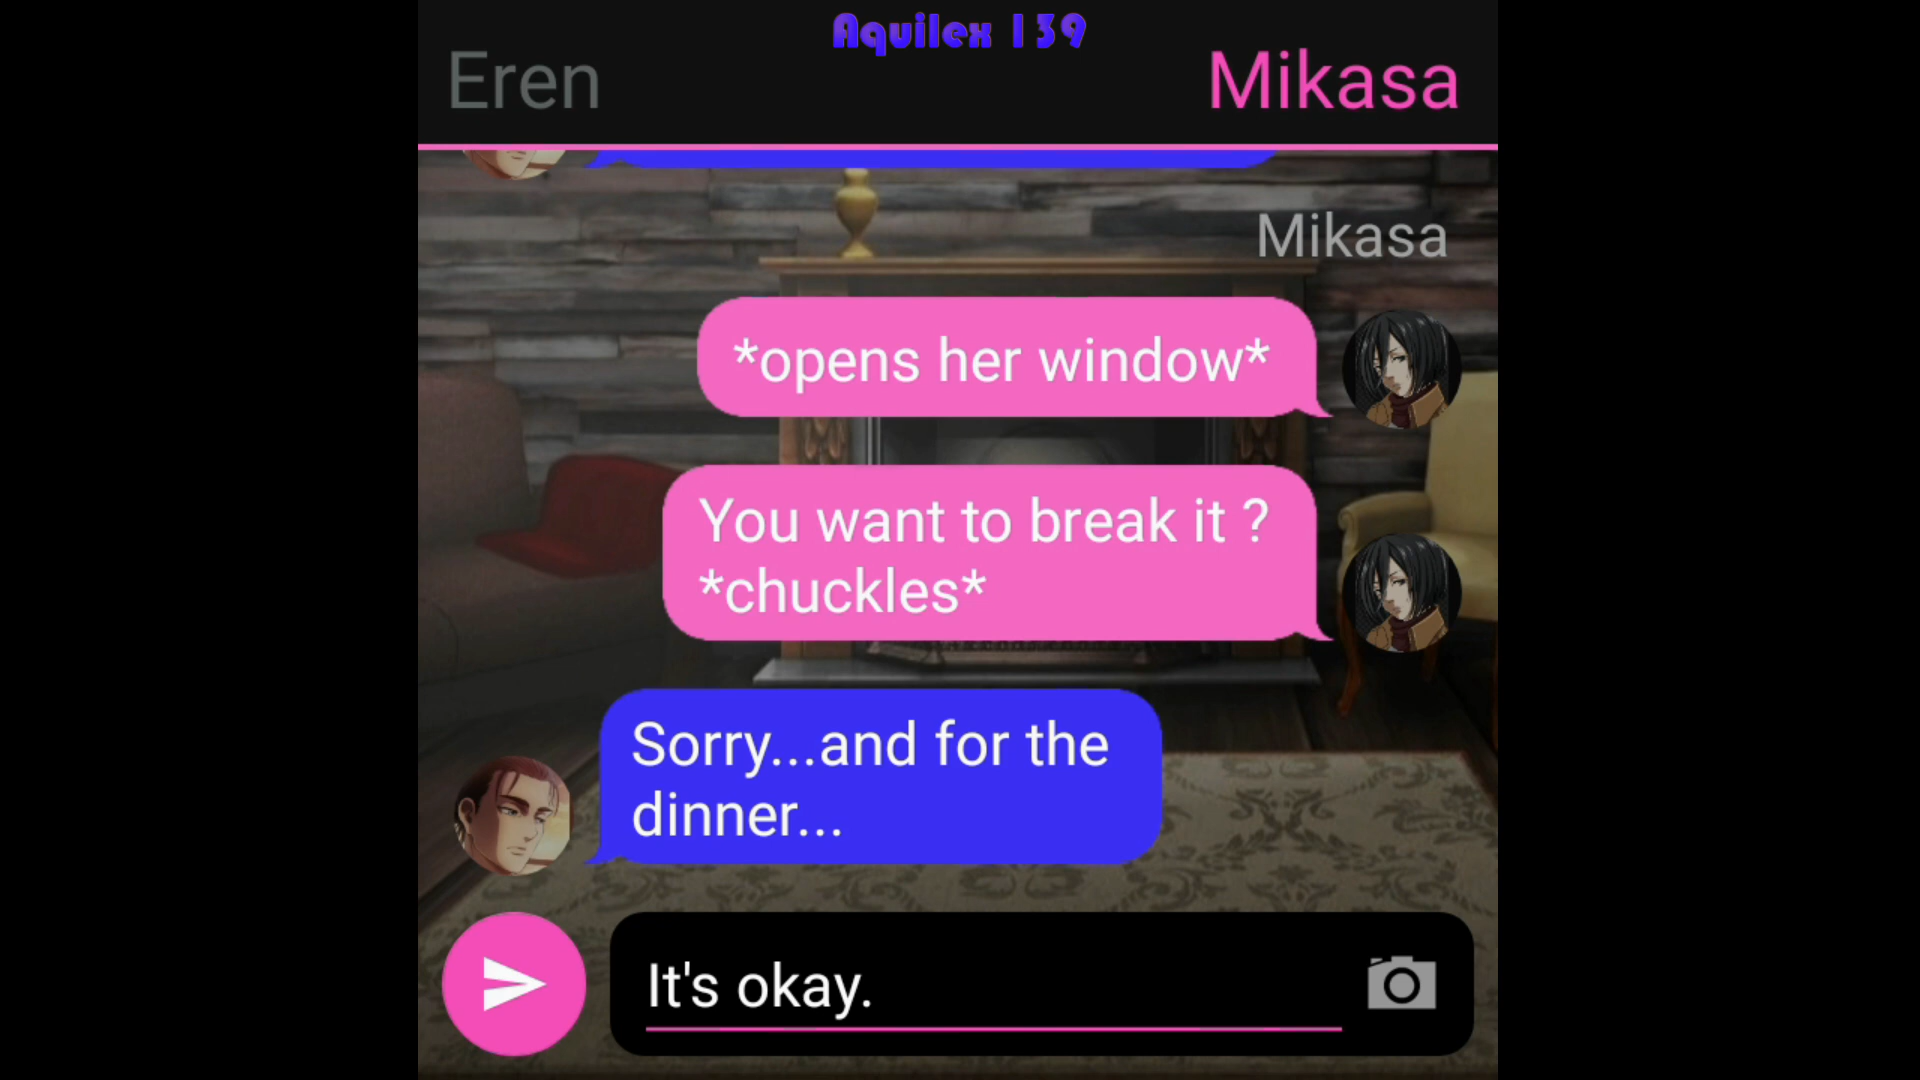 Aquilex 139
Eren
Mikasa
Mikasa
*opens her window*
You want to break it ?
*chuckles*
Sorry...and for the
dinner...
It's okay.